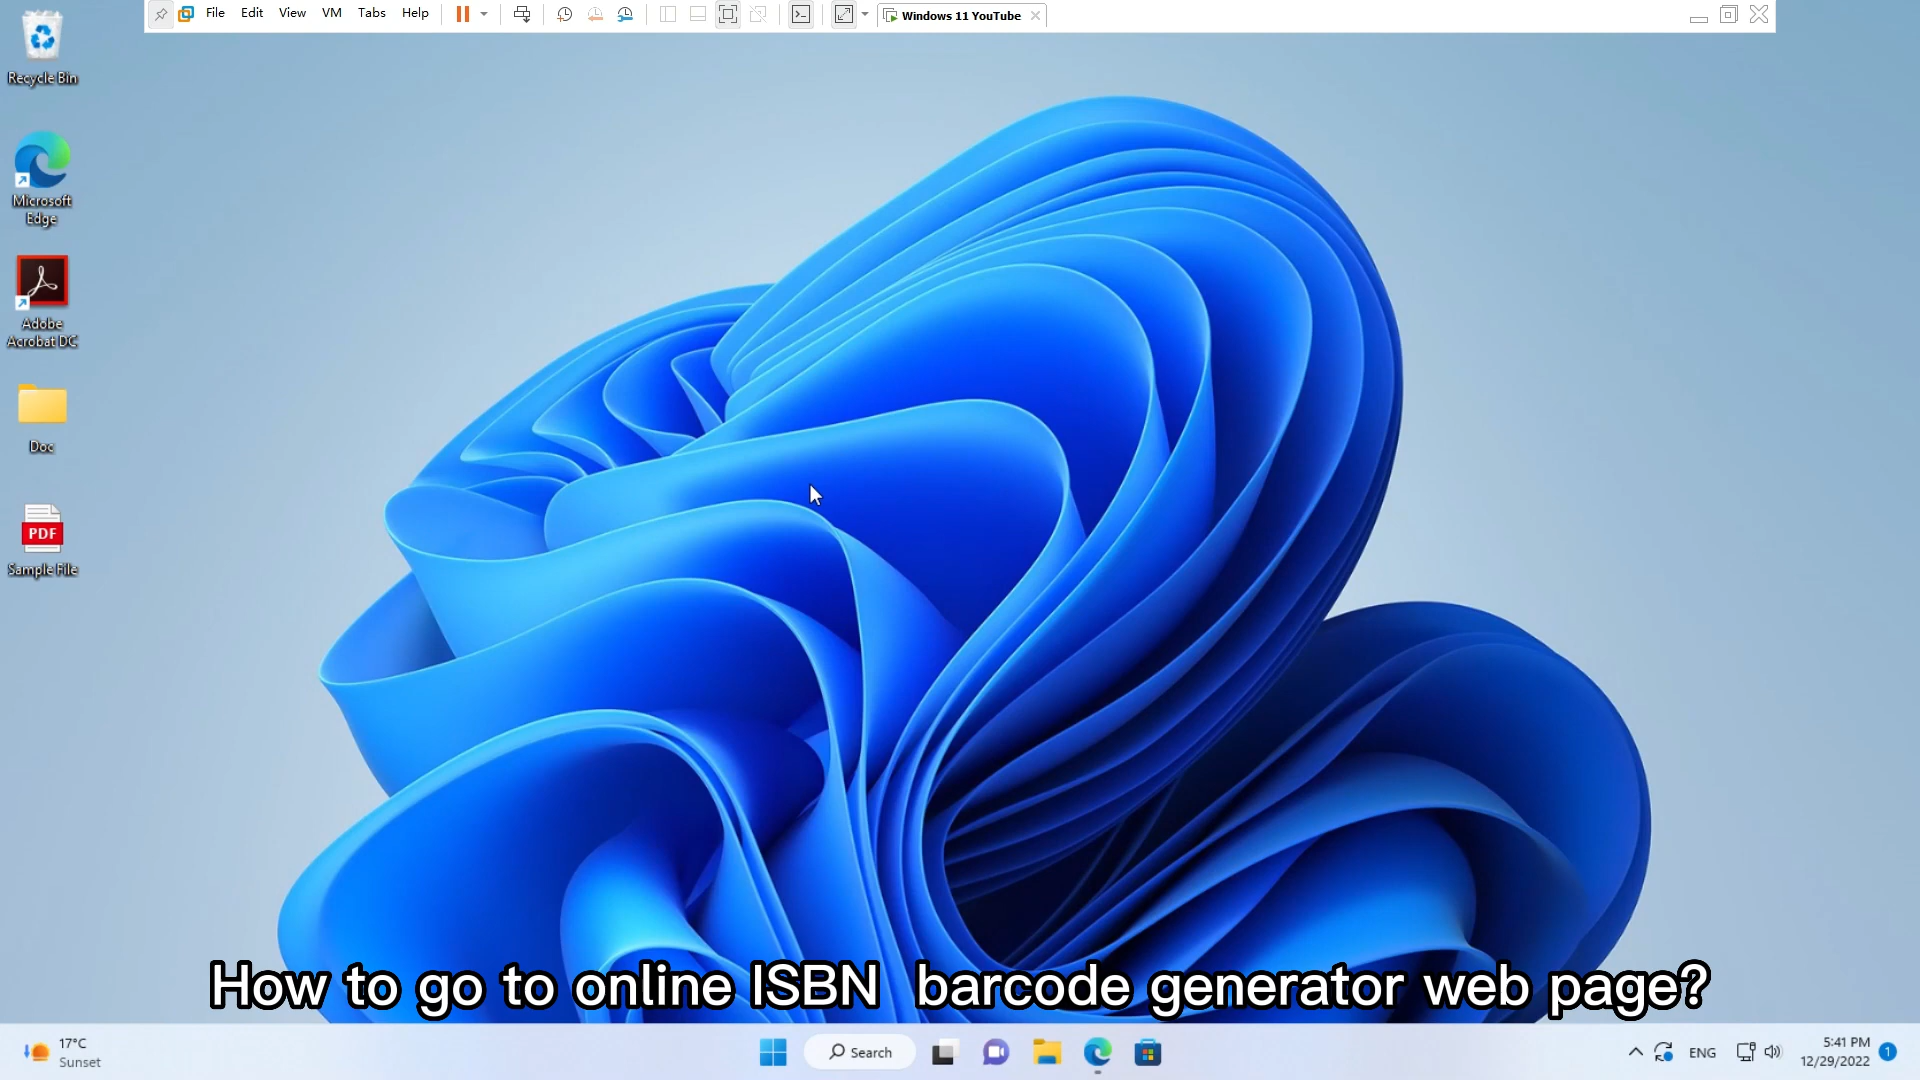 File Edit View VM Tabs Help Windows 11 YouTube
Recycle Bin
Microsoft
Edge
Adobe
Acrobat DC
Doc
PDF
Sample File
How to go to online ISBN barcode generator web page?
17°C
Sunset
Search
ENG
5:41 PM
12/29/2022
1